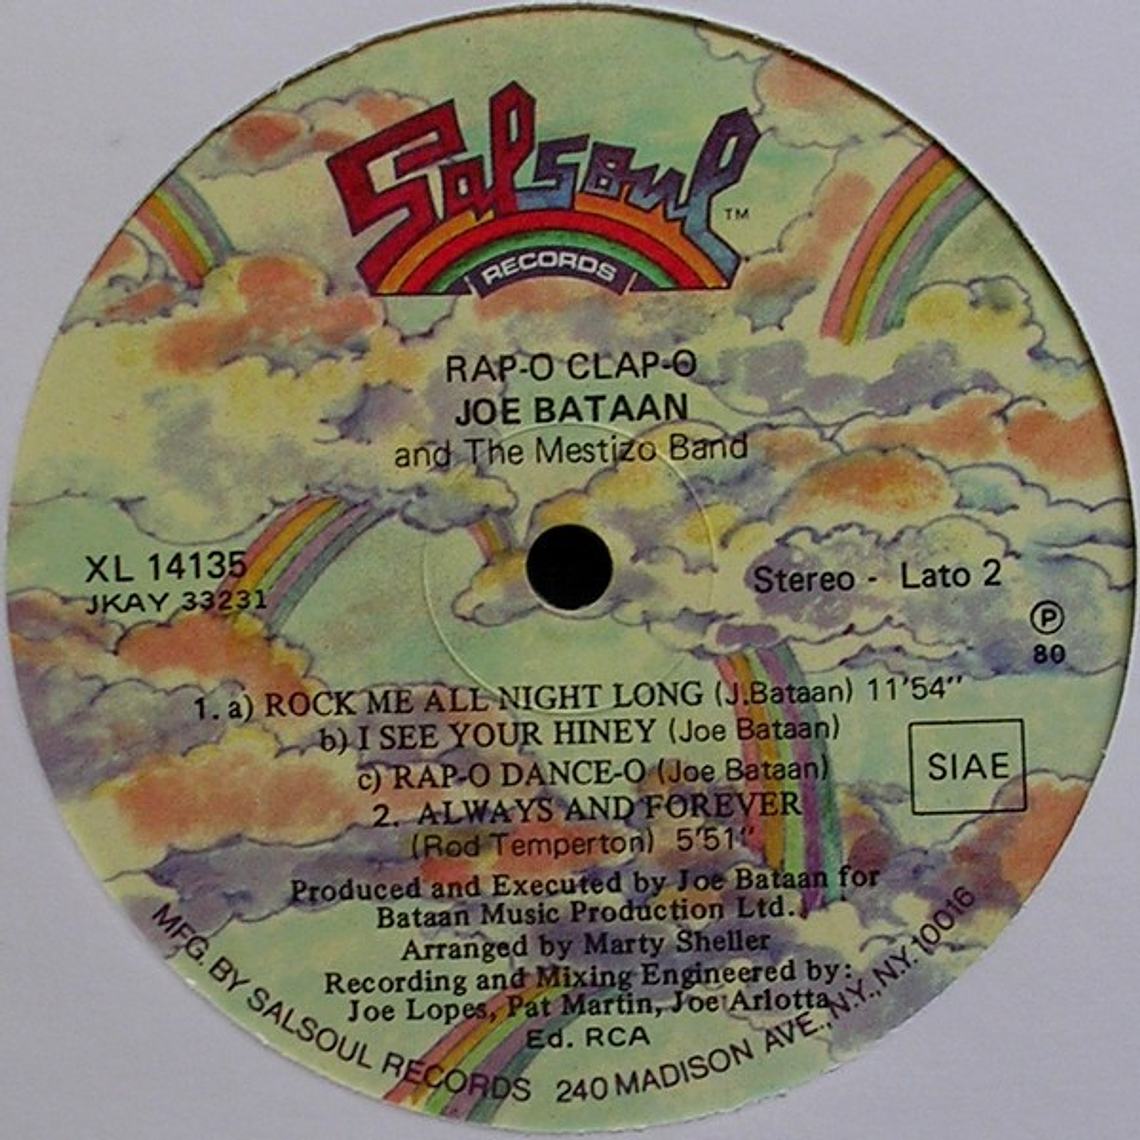 Salsoul TM
RECORDS
RAP-O CLAP-O
JOE BATAAN
and The Mestizo Band
XL 14135
JKAY 33231
Stereo - Lato 2
Ⓟ
80
1. a) ROCK ME ALL NIGHT LONG (J.Bataan) 11'54"
b) I SEE YOUR HINEY (Joe Bataan)
c) RAP-O DANCE-O (Joe Bataan)
2. ALWAYS AND FOREVER
(Rod Temperton) 5'51"
SIAE
Produced and Executed by Joe Bataan for
Bataan Music Production Ltd.
Arranged by Marty Sheller
Recording and Mixing Engineered by:
Joe Lopes, Pat Martin, Joe Arlotta
Ed. RCA
MFG. BY SALSOUL RECORDS 240 MADISON AVE., N.Y., N.Y. 10016